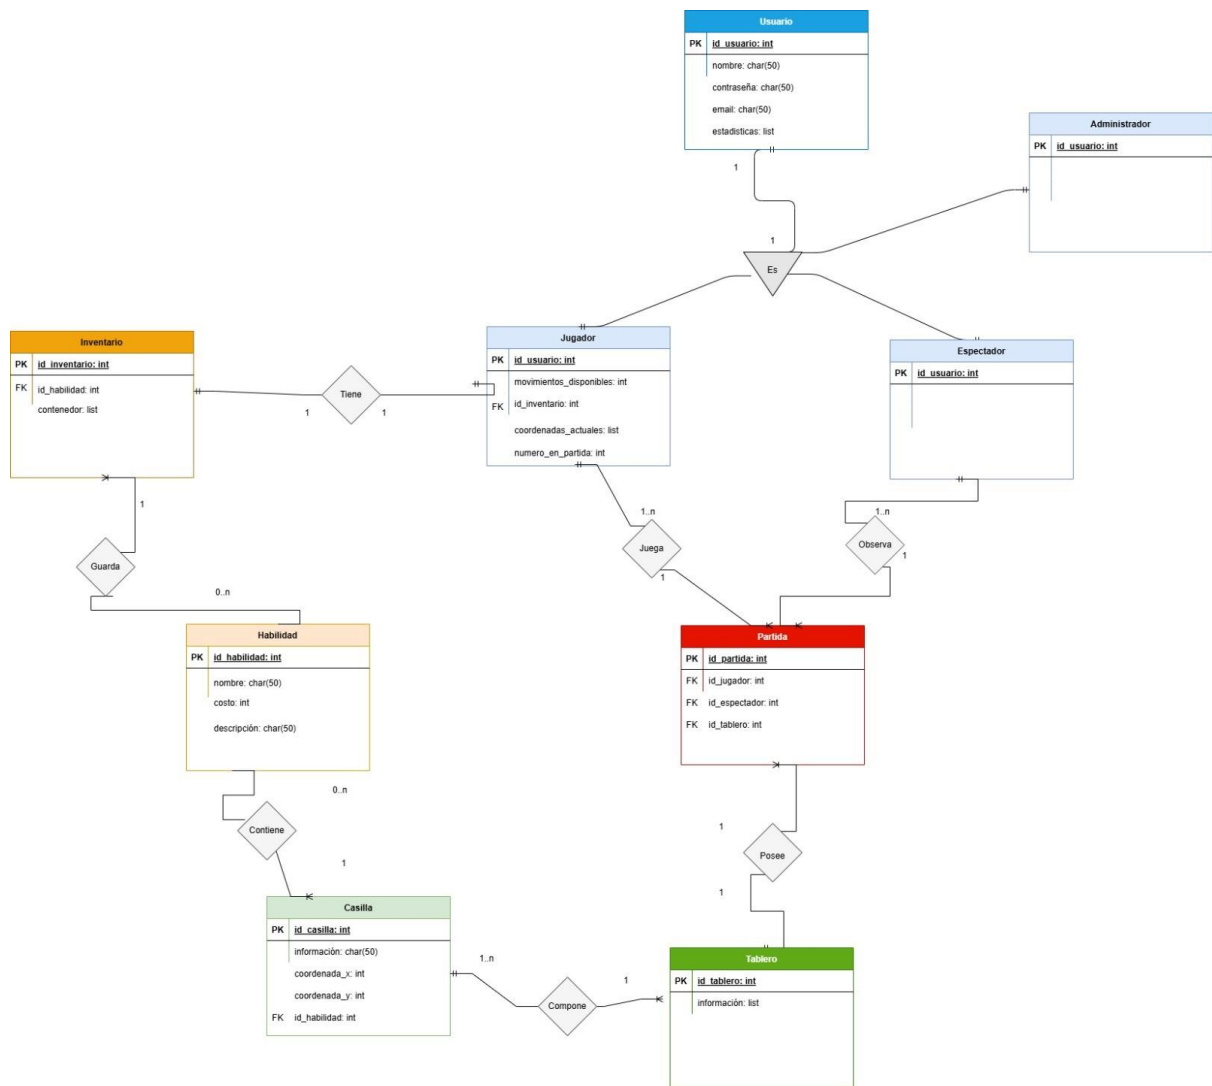 Usuario
PK id_usuario: int
nombre: char(50)
contraseña: char(50)
email: char(50)
estadisticas: list
1
1
Es
Administrador
PK id_usuario: int
Inventario
PK id_inventario: int
FK id_habilidad: int
contenedor: list
1
Tiene
1
Jugador
PK id_usuario: int
movimientos_disponibles: int
FK id_inventario: int
coordenadas_actuales: list
numero_en_partida: int
Espectador
PK id_usuario: int
1
Guarda
0..n
1..n
Juega
1
1..n
Observa
1
Habilidad
PK id_habilidad: int
nombre: char(50)
costo: int
descripción: char(50)
Partida
PK id_partida: int
FK id_jugador: int
FK id_espectador: int
FK id_tablero: int
0..n
Contiene
1
1
Posee
1
Casilla
PK id_casilla: int
información: char(50)
coordenada_x: int
coordenada_y: int
FK id_habilidad: int
1..n
Compone
1
Tablero
PK id_tablero: int
información: list